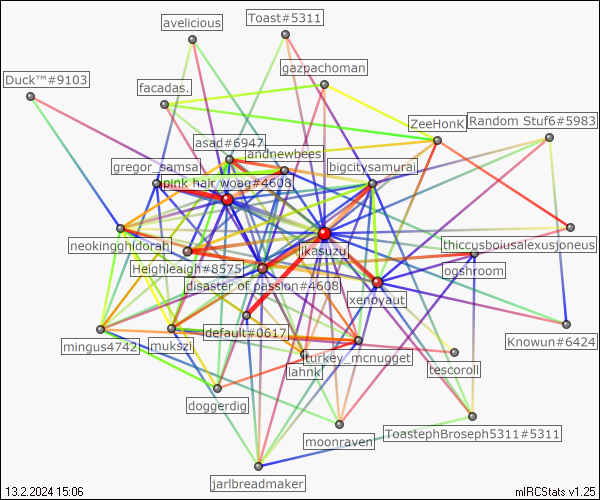 avelicious
Toast#5311
gazpachoman
Duck™#9103
facadas.
ZeeHonK
Random Stuf6#5983
asad#6947
andnewbees
gregor_samsa
bigcitysamurai
pink hair woag#4608
neokingghidorah
jikasuzu
thiccusboiusalexusjoneus
Heighleaigh#8575
ogshroom
disaster of passion#4608
xenoyaut
default#0617
mingus4742
mukszi
turkey_mcnugget
Knowun#6424
lahnk
tescoroll
doggerdig
moonraven
ToastephBroseph5311#5311
jarlbreadmaker
13.2.2024 15:06
mIRCStats v1.25